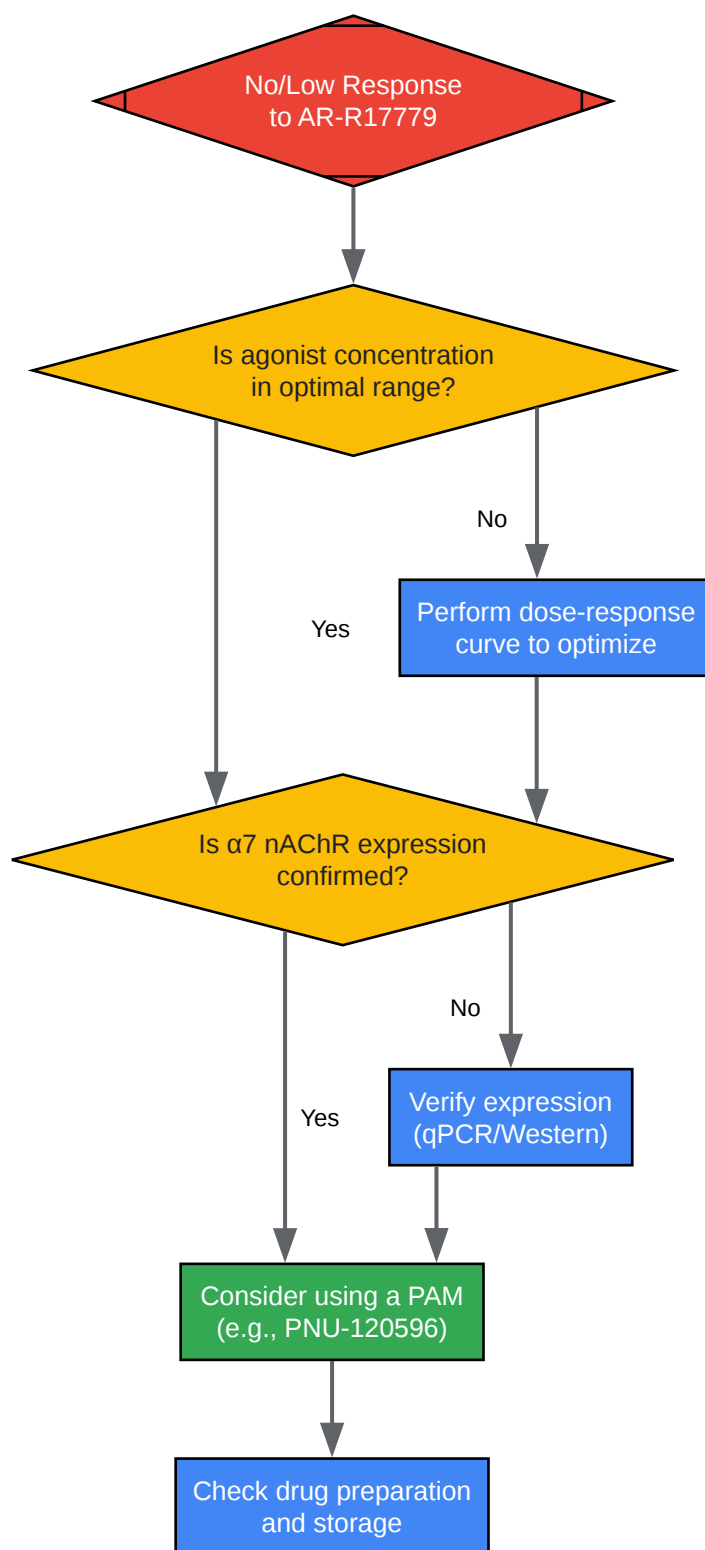 No/Low Response
to AR-R17779
Is agonist concentration
in optimal range?
No
Perform dose-response
curve to optimize
Yes
Is α7 nAChR expression
confirmed?
No
Verify expression
(qPCR/Western)
Yes
Consider using a PAM
(e.g., PNU-120596)
Check drug preparation
and storage